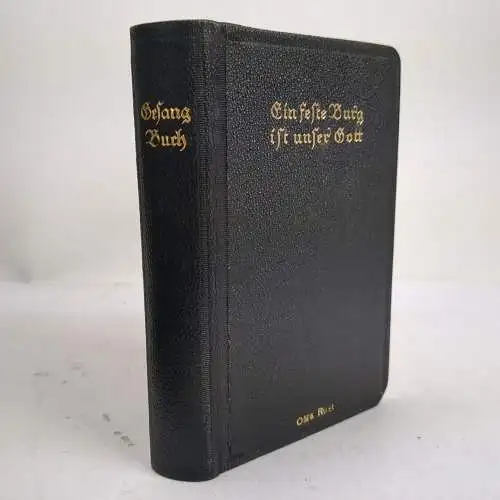 Gesang
Buch
Ein feste Burg
ist unser Gott